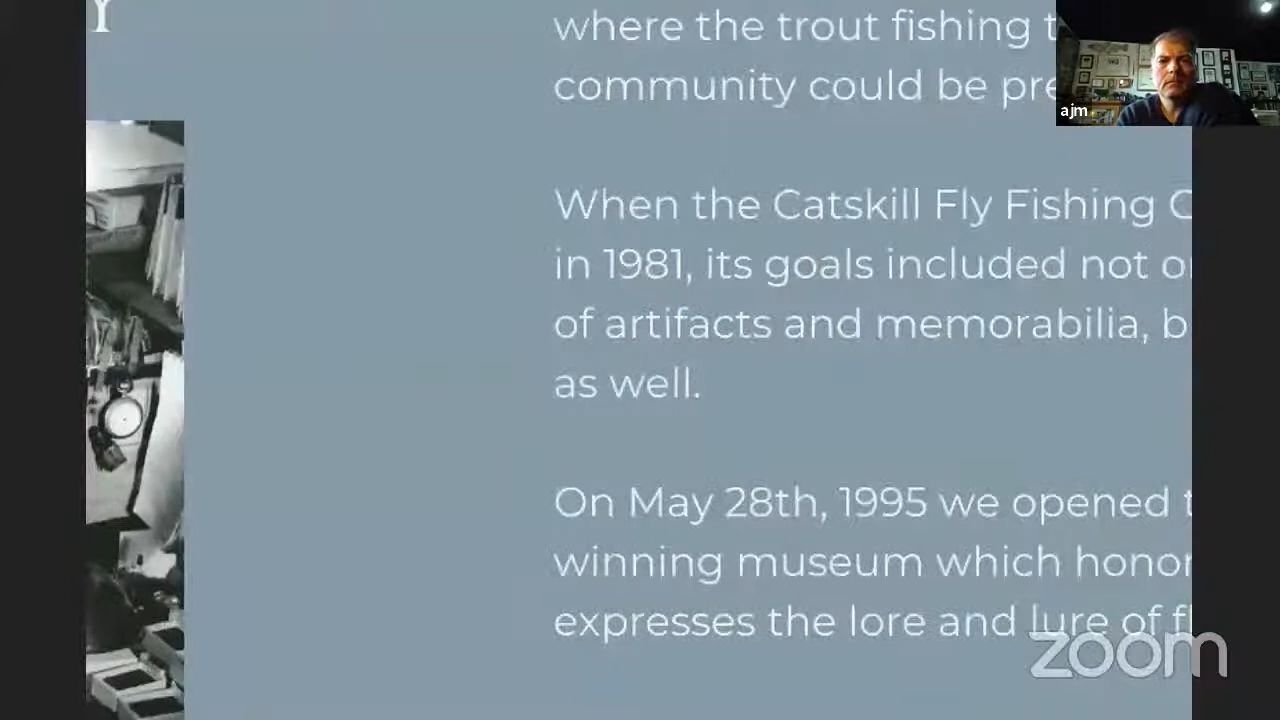 Y
where the trout fishing t
community could be pre
ajm
When the Catskill Fly Fishing C
in 1981, its goals included not o
of artifacts and memorabilia, b
as well.
On May 28th, 1995 we opened t
winning museum which honor
expresses the lore and lure of fl
zoom